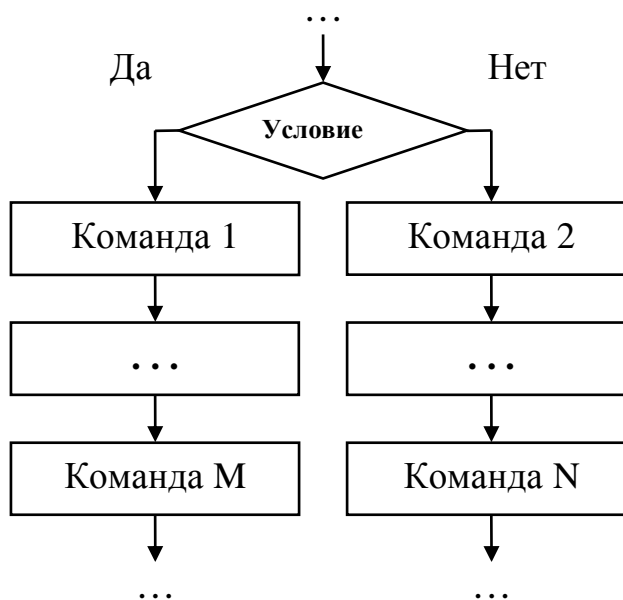 …
Да Нет
Условие
Команда 1 Команда 2
… …
Команда M Команда N
… …